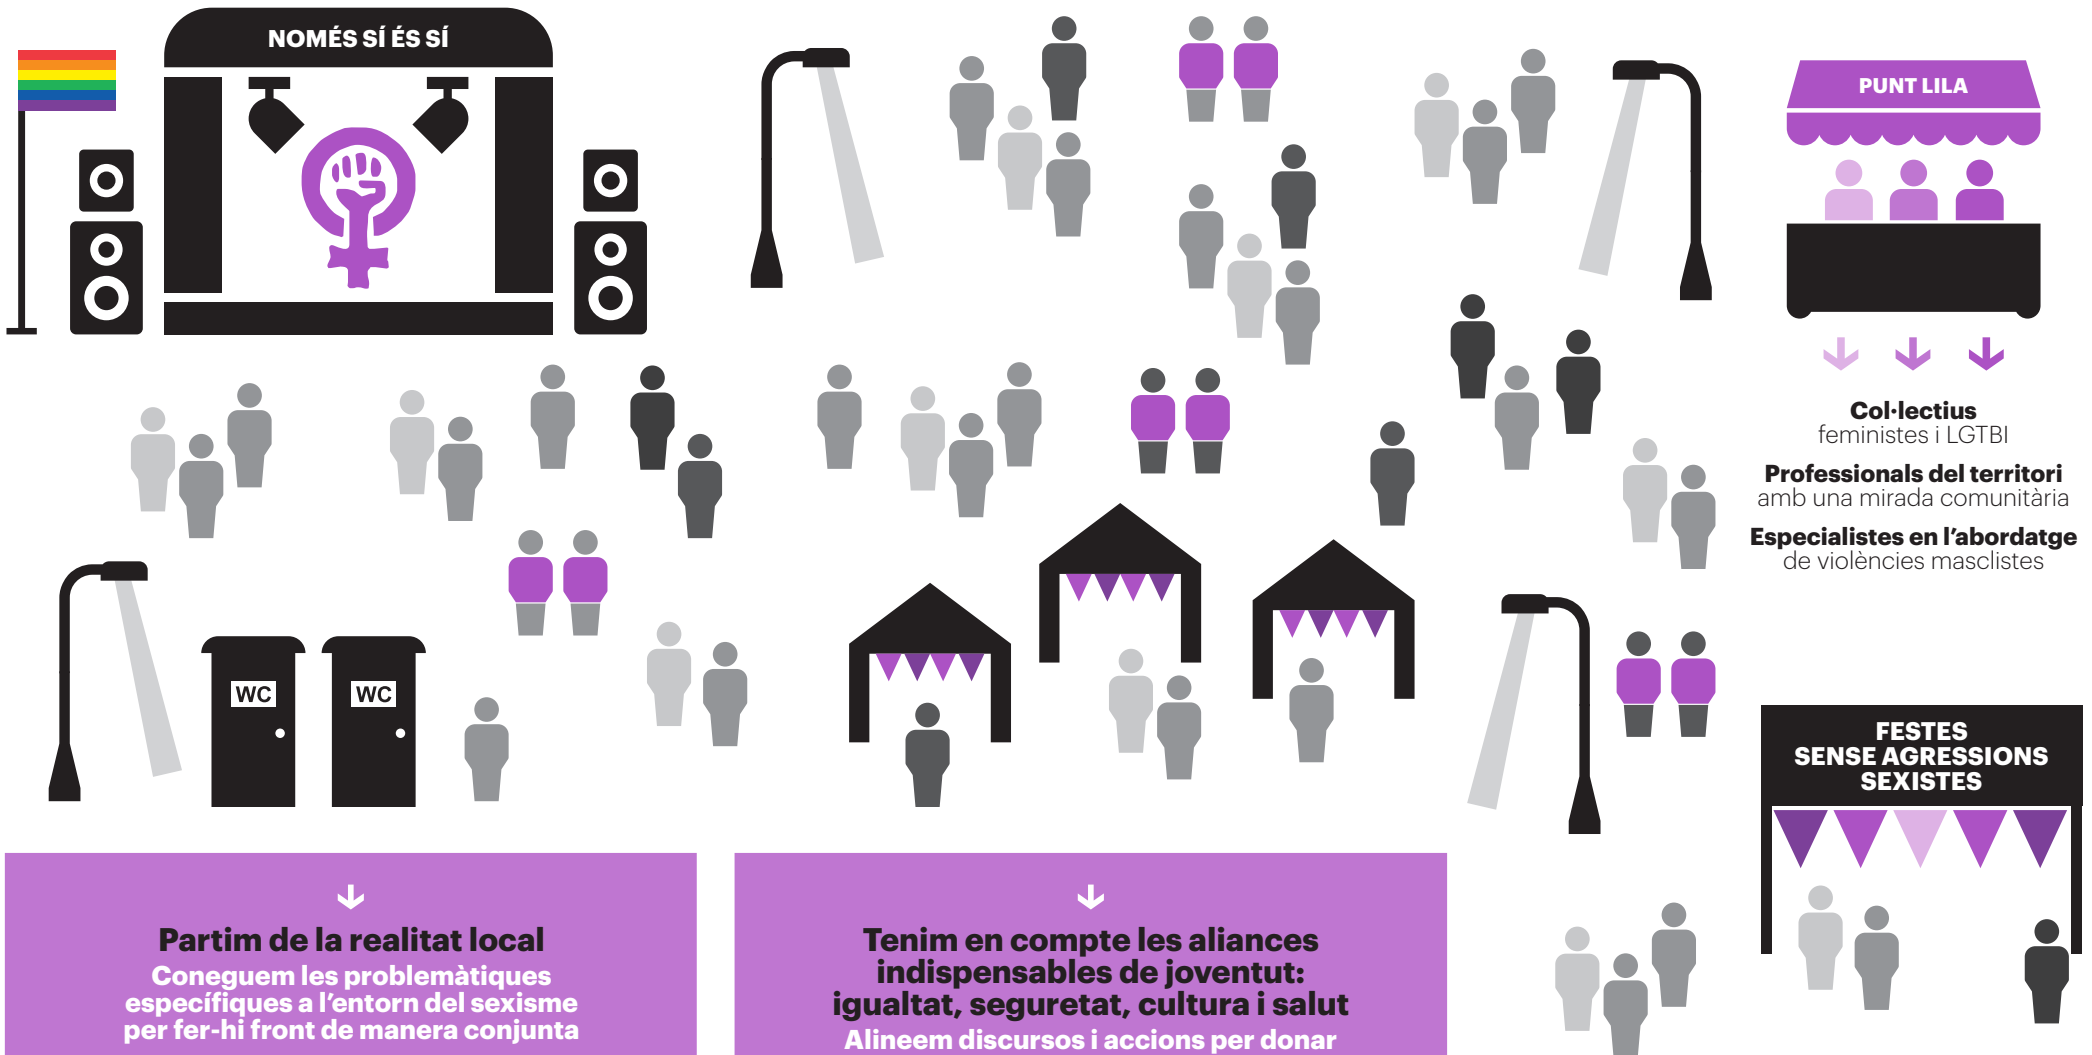 NOMÉS SÍ ÉS SÍ
PUNT LILA
Col·lectius
feministes i LGTBI
Professionals del territori
amb una mirada comunitària
Especialistes en l'abordatge
de violències masclistes
WC
WC
FESTES
SENSE AGRESSIONS
SEXISTES
Partim de la realitat local
Coneguem les problemàtiques
específiques a l'entorn del sexisme
per fer-hi front de manera conjunta
Tenim en compte les aliances
indispensables de joventut:
igualtat, seguretat, cultura i salut
Alineem discursos i accions per donar